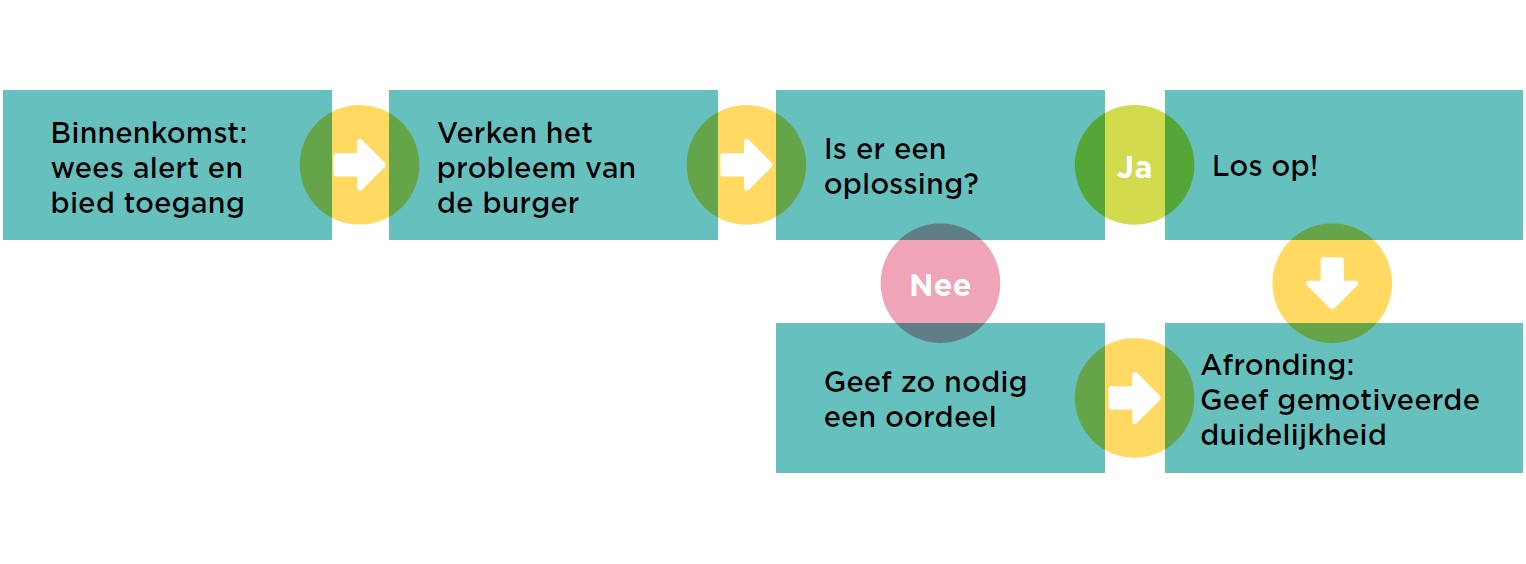 Binnenkomst:
wees alert en
bied toegang
Verken het
probleem van
de burger
Is er een
oplossing?
Ja
Los op!
Nee
Geef zo nodig
een oordeel
Afronding:
Geef gemotiveerde
duidelijkheid